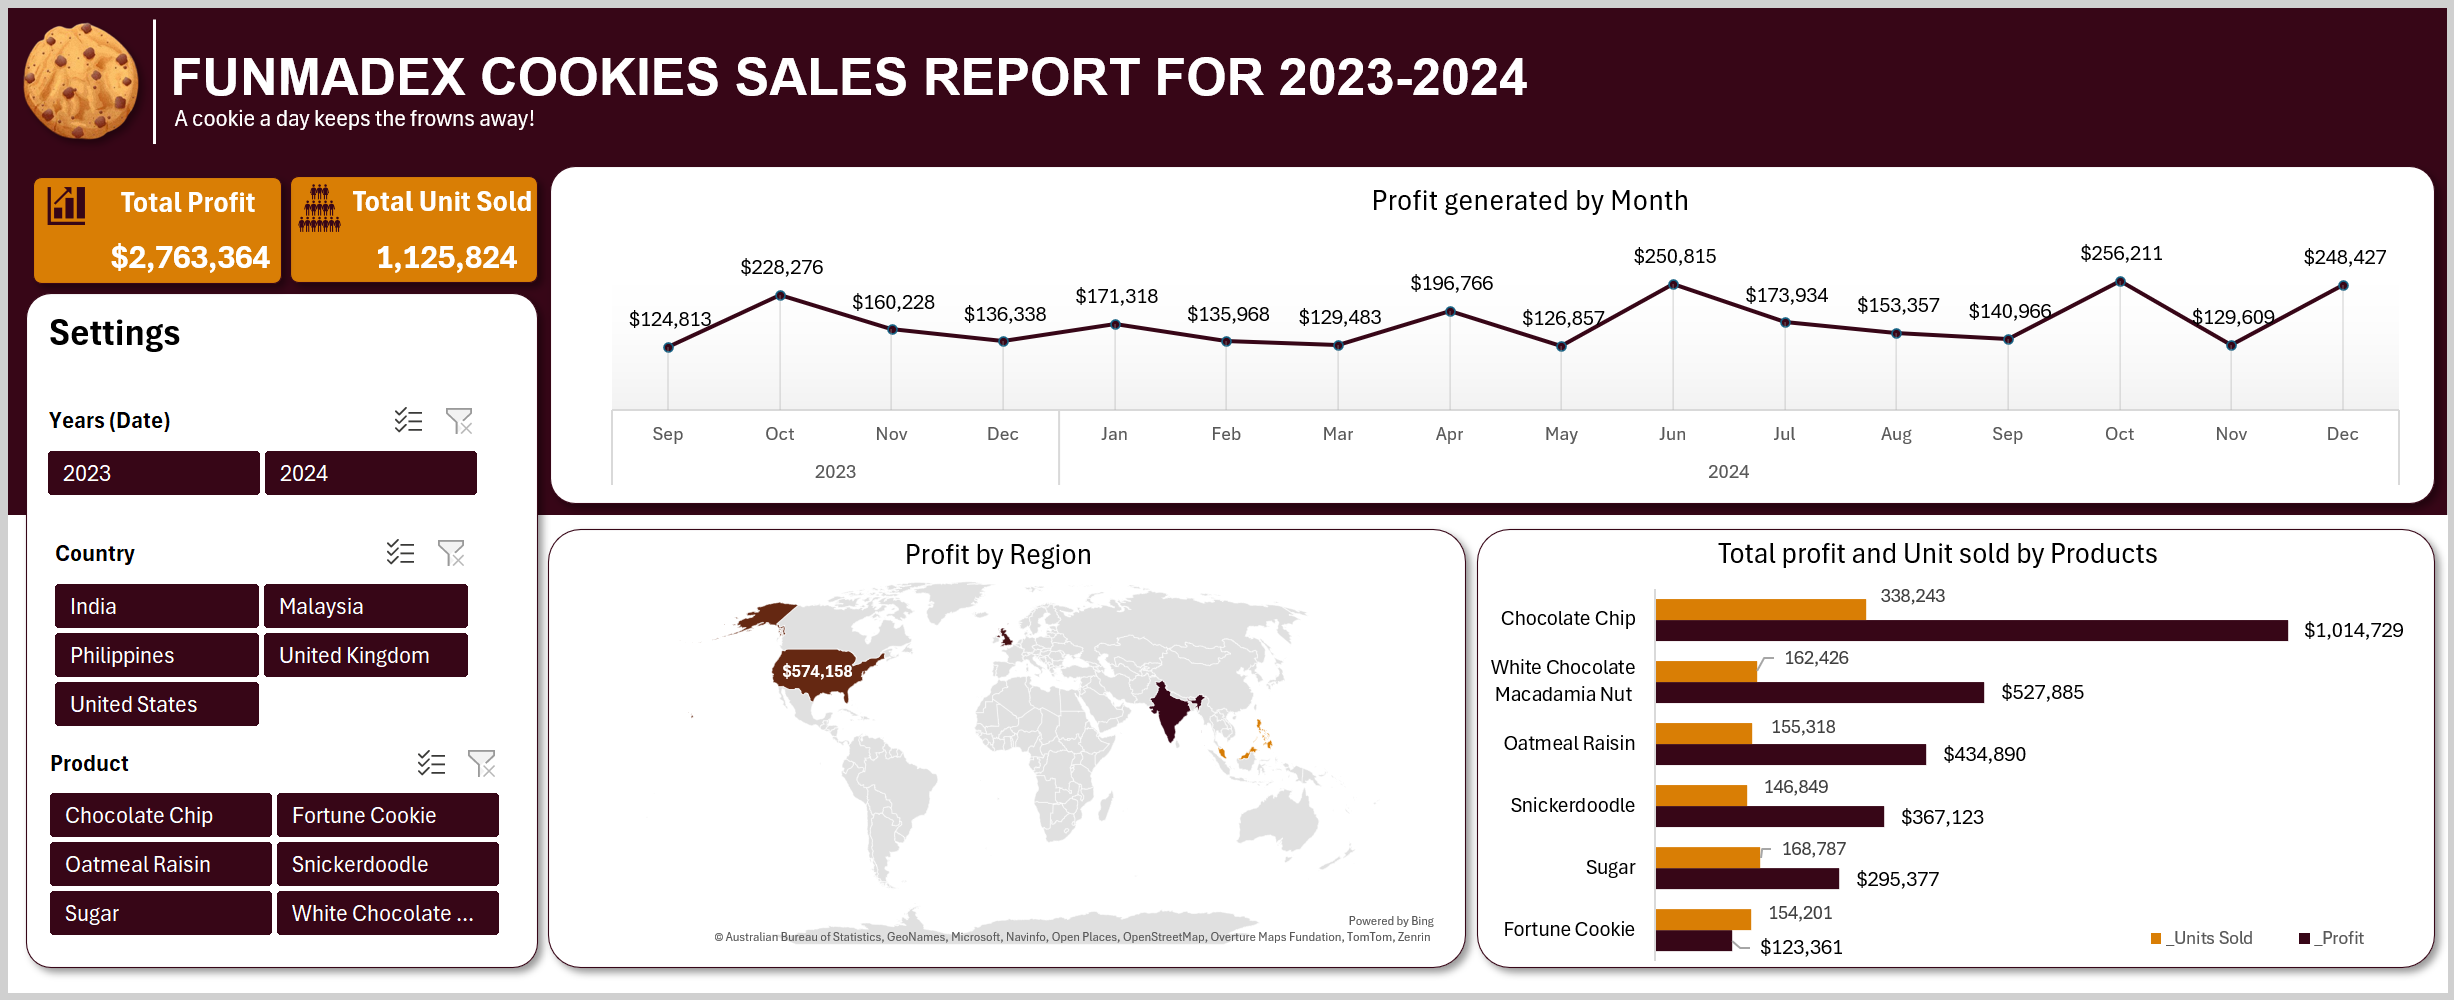 FUNMADEX COOKIES SALES REPORT FOR 2023-2024
A cookie a day keeps the frowns away!
Total Profit
$2,763,364
Total Unit Sold
1,125,824
Settings
Years (Date)
2023
2024
Country
India
Malaysia
Philippines
United Kingdom
United States
Product
Chocolate Chip
Fortune Cookie
Oatmeal Raisin
Snickerdoodle
Sugar
White Chocolate ...
Profit generated by Month
$124,813
$228,276
$160,228
$136,338
$171,318
$135,968
$129,483
$196,766
$126,857
$250,815
$173,934
$153,357
$140,966
$256,211
$129,609
$248,427
Sep
Oct
Nov
Dec
Jan
Feb
Mar
Apr
May
Jun
Jul
Aug
Sep
Oct
Nov
Dec
2023
2024
Profit by Region
$574,158
Powered by Bing
© Australian Bureau of Statistics, GeoNames, Microsoft, Navinfo, Open Places, OpenStreetMap, Overture Maps Fundation, TomTom, Zenrin
Total profit and Unit sold by Products
Chocolate Chip
338,243
$1,014,729
White Chocolate
Macadamia Nut
162,426
$527,885
Oatmeal Raisin
155,318
$434,890
Snickerdoodle
146,849
$367,123
Sugar
168,787
$295,377
Fortune Cookie
154,201
$123,361
_Units Sold
_Profit